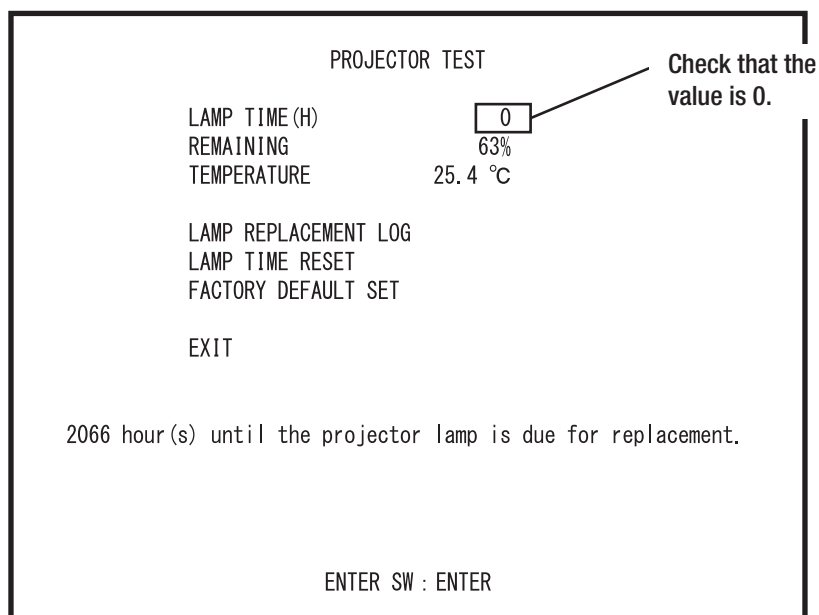 PROJECTOR TEST
Check that the
value is 0.
LAMP TIME(H) 0
REMAINING 63%
TEMPERATURE 25.4 °C
LAMP REPLACEMENT LOG
LAMP TIME RESET
FACTORY DEFAULT SET
EXIT
2066 hour(s) until the projector lamp is due for replacement.
ENTER SW : ENTER